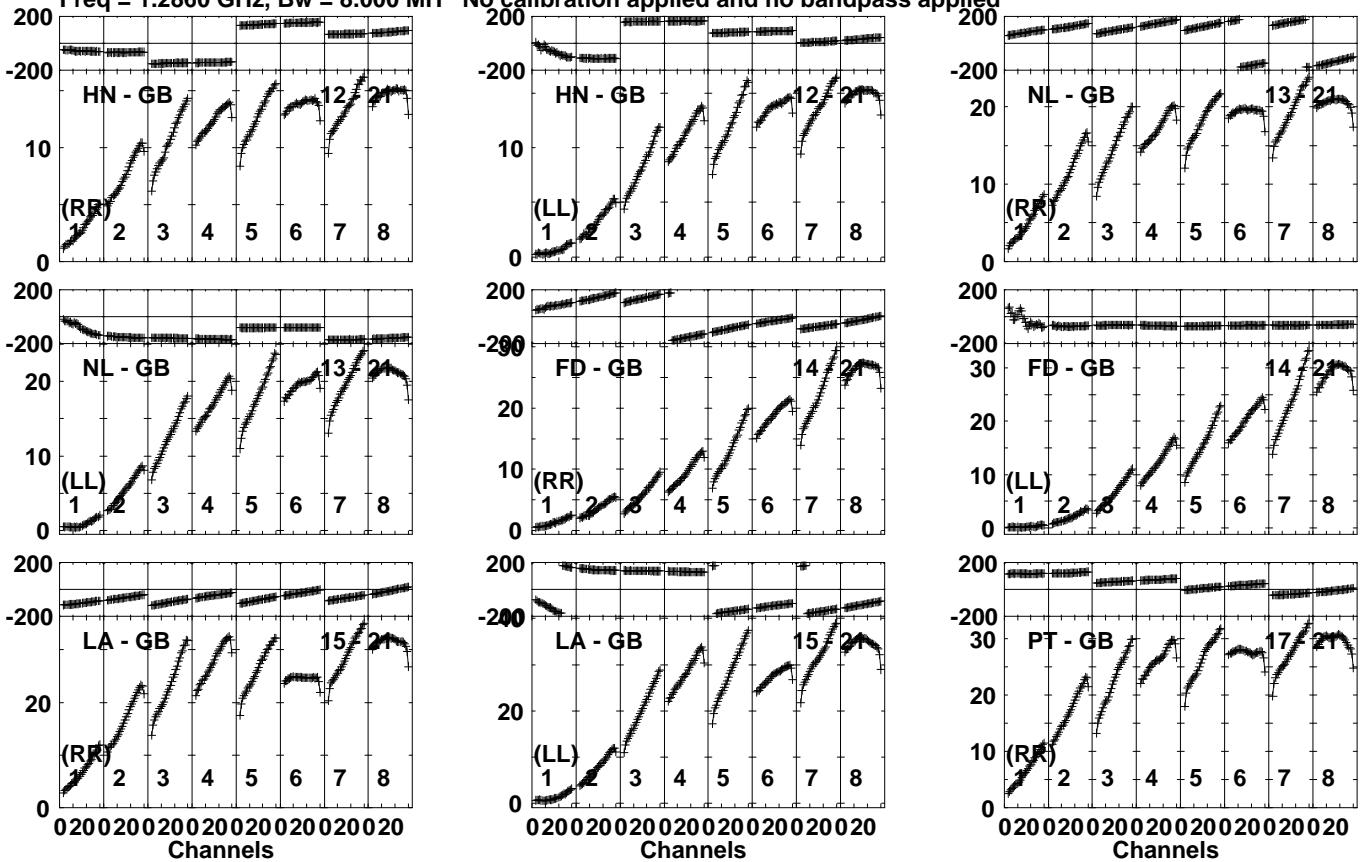 Freq = 1.2860 GHz, Bw = 8.000 MH No calibration applied and no bandpass applied
200 200 200
-200 -200 -200
HN - GB 12 - 21 HN - GB 12 - 21 NL - GB 13 - 21
20
10 10 10
(RR) (LL) (RR)
1 2 3 4 5 6 7 8 1 2 3 4 5 6 7 8 1 2 3 4 5 6 7 8
0 0 0
200 200 200
-200 -200 -200
30
NL - GB 13 - 21 FD - GB 14 - 21 FD - GB 14 - 21
30
20 20 20
10 10 10
(LL) (RR) (LL)
1 2 3 4 5 6 7 8 1 2 3 4 5 6 7 8 1 2 3 4 5 6 7 8
0 0 0
200 200 200
-200 -200 -200
40
LA - GB 15 - 21 LA - GB 15 - 21 PT - GB 17 - 21
30
20 20 20
10
(RR) (LL) (RR)
1 2 3 4 5 6 7 8 1 2 3 4 5 6 7 8 1 2 3 4 5 6 7 8
0 0 0
0 20 0 20 0 20 0 20 0 20 0 20 0 20 0 20 0 20 0 20 0 20 0 20 0 20 0 20 0 20 0 20 0 20 0 20 0 20 0 20 0 20 0 20 0 20 0 20
Channels Channels Channels